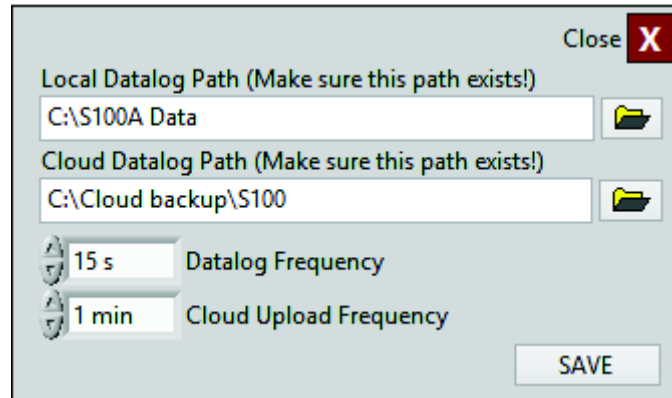 Close X
Local Datalog Path (Make sure this path exists!)
C:\S100A Data
Cloud Datalog Path (Make sure this path exists!)
C:\Cloud backup\S100
15 s Datalog Frequency
1 min Cloud Upload Frequency
SAVE